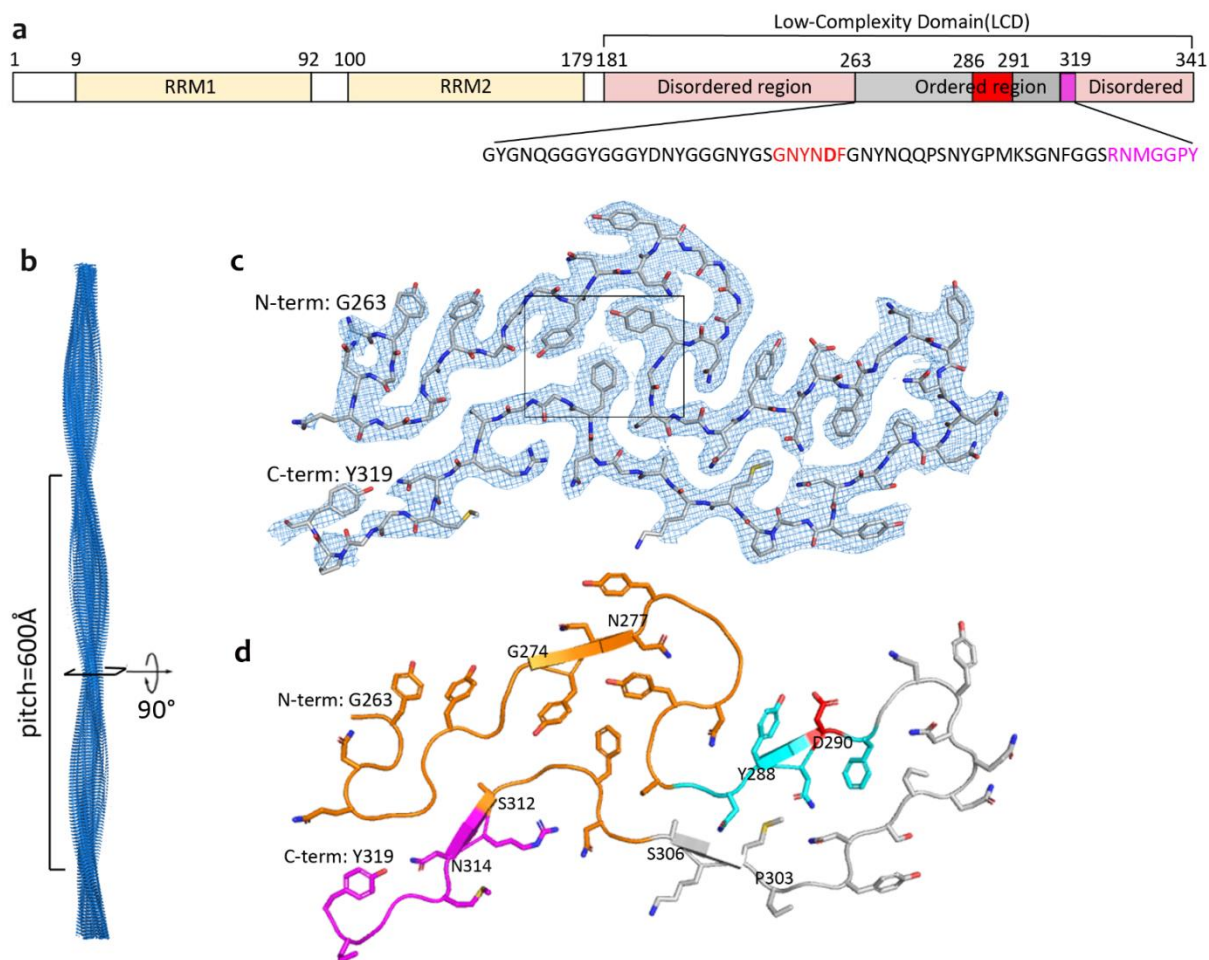 a
Low-Complexity Domain(LCD)
1 9 92 100 179 181 263 286 291 319 341
RRM1 RRM2 Disordered region Ordered region Disordered
GYGNQGGGYGGGYDNYGGGNYGSGNYNDFGNYNQQPSNYGPMKSGNFGGSRNMGGPY
b
c
N-term: G263
C-term: Y319
pitch=600Å
90°
d
N277
G274
N-term: G263
D290
Y288
S312
S306
P303
N314
C-term: Y319